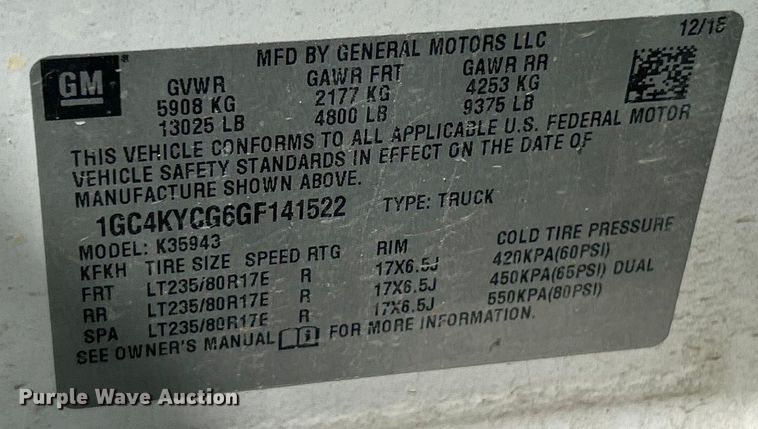 GM®
MFD BY GENERAL MOTORS LLC 12/15
GVWR GAWR FRT GAWR RR
5908 KG 2177 KG 4253 KG
13025 LB 4800 LB 9375 LB
THIS VEHICLE CONFORMS TO ALL APPLICABLE U.S. FEDERAL MOTOR
VEHICLE SAFETY STANDARDS IN EFFECT ON THE DATE OF
MANUFACTURE SHOWN ABOVE.
1GC4KYCG6GF141522 TYPE: TRUCK
MODEL: K35943
KFKH TIRE SIZE SPEED RTG RIM COLD TIRE PRESSURE
FRT LT235/80R17E R 17X6.5J 420KPA(60PSI)
RR LT235/80R17E R 17X6.5J 450KPA(65PSI) DUAL
SPA LT235/80R17E R 17X6.5J 550KPA(80PSI)
SEE OWNER'S MANUAL FOR MORE INFORMATION.
Purple Wave Auction